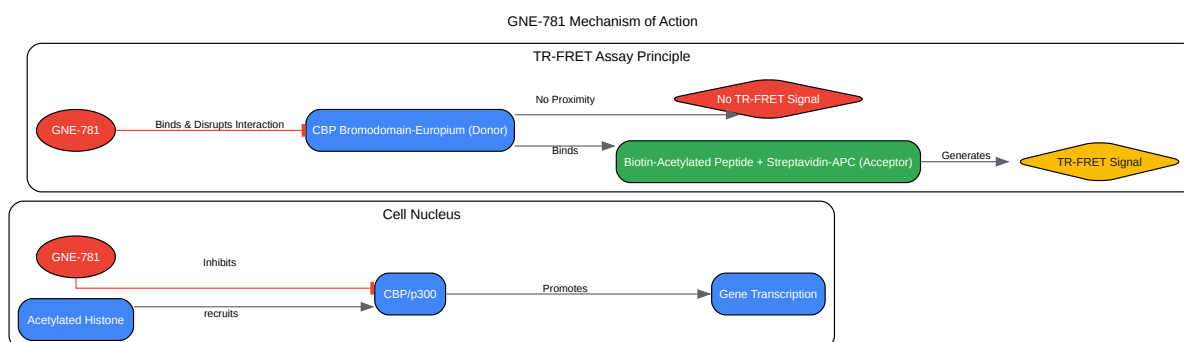 GNE-781 Mechanism of Action
TR-FRET Assay Principle
GNE-781
Binds & Disrupts Interaction
CBP Bromodomain-Europium (Donor)
No Proximity
No TR-FRET Signal
Binds
Biotin-Acetylated Peptide + Streptavidin-APC (Acceptor)
Generates
TR-FRET Signal
Cell Nucleus
GNE-781
Inhibits
CBP/p300
Promotes
Gene Transcription
Acetylated Histone
recruits